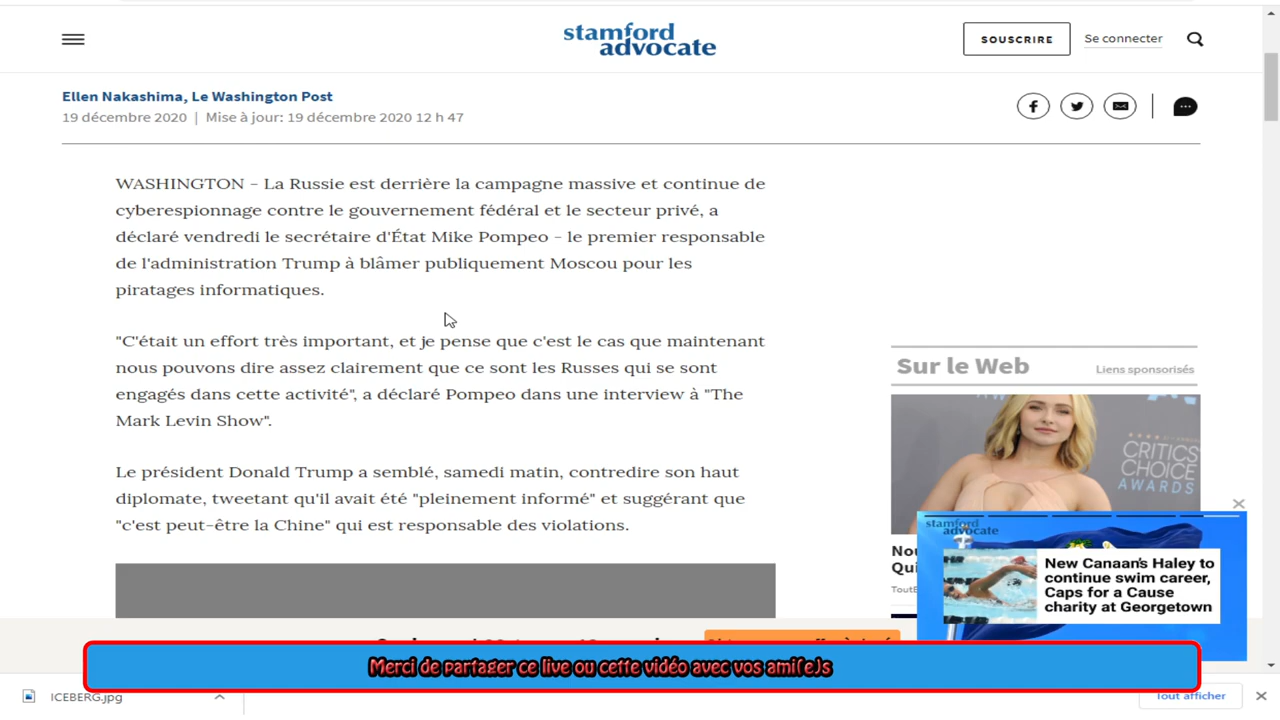 stamford
advocate
SOUSCRIRE
Se connecter
Ellen Nakashima, Le Washington Post
19 décembre 2020 | Mise à jour: 19 décembre 2020 12 h 47
WASHINGTON - La Russie est derrière la campagne massive et continue de
cyberespionnage contre le gouvernement fédéral et le secteur privé, a
déclaré vendredi le secrétaire d'État Mike Pompeo - le premier responsable
de l'administration Trump à blâmer publiquement Moscou pour les
piratages informatiques.
"C'était un effort très important, et je pense que c'est le cas que maintenant
nous pouvons dire assez clairement que ce sont les Russes qui se sont
engagés dans cette activité", a déclaré Pompeo dans une interview à "The
Mark Levin Show".
Le président Donald Trump a semblé, samedi matin, contredire son haut
diplomate, tweetant qu'il avait été "pleinement informé" et suggérant que
"c'est peut-être la Chine" qui est responsable des violations.
Sur le Web
Liens sponsorisés
CRITICS
CHOICE
AWARDS
stamford
advocate
New Canaan's Haley to
continue swim career,
Caps for a Cause
charity at Georgetown
Merci de partager ce live ou cette vidéo avec vos ami(e)s
ICEBERG.jpg
Tout afficher